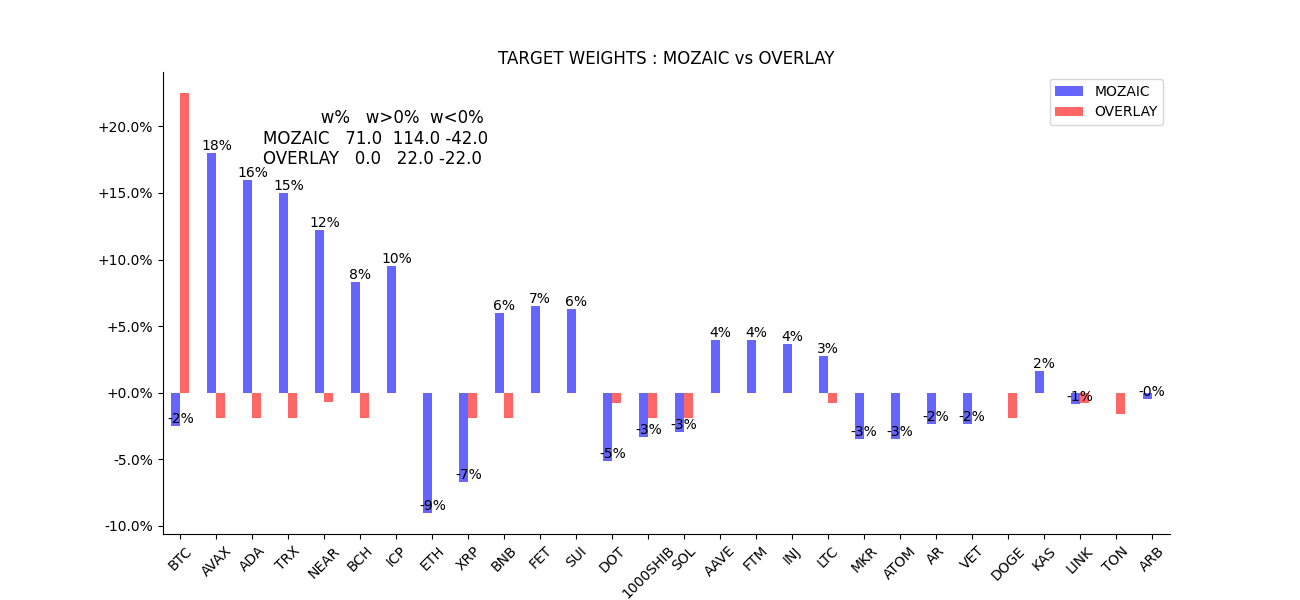 TARGET WEIGHTS : MOZAIC vs OVERLAY
MOZAIC
OVERLAY
w% w>0% w<0%
MOZAIC 71.0 114.0 -42.0
OVERLAY 0.0 22.0 -22.0
+20.0%
+15.0%
+10.0%
+5.0%
+0.0%
-5.0%
-10.0%
-2% 18% 16% 15% 12% 8% 10% -9% -7% 6% 7% 6% -5% -3% -3% 4% 4% 4% 3% -3% -3% -2% -2% 2% -1% -0%
BTC AVAX ADA TRX NEAR BCH ICP ETH XRP BNB FET SUI DOT 1000SHIB SOL AAVE FTM INJ LTC MKR ATOM AR VET DOGE KAS LINK TON ARB